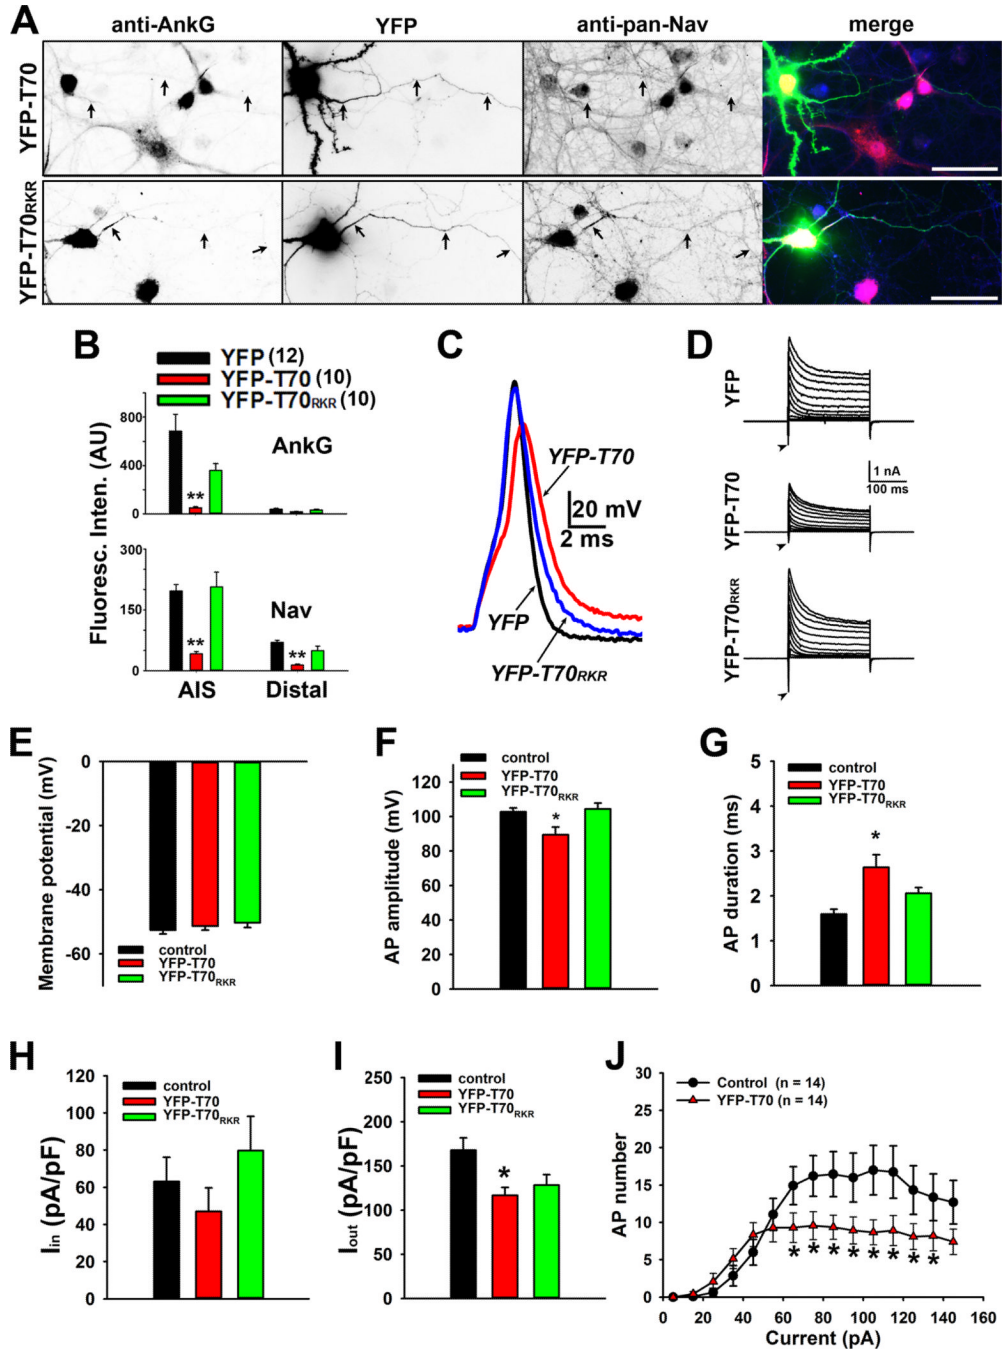 A
anti-AnkG YFP anti-pan-Nav merge
YFP-T70
YFP-T70RKR
B
YFP (12)
YFP-T70 (10)
YFP-T70RKR (10)
Fluoresc. Inten. (AU)
800
400
0
AnkG
**
300
150
0
Nav
** **
AIS Distal
C
YFP-T70
20 mV
2 ms
YFP
YFP-T70RKR
D
YFP
YFP-T70
1 nA
100 ms
YFP-T70RKR
E
Membrane potential (mV)
0
-20
-40
-60
control
YFP-T70
YFP-T70RKR
F
control
YFP-T70
YFP-T70RKR
AP amplitude (mV)
120
100
80
60
40
20
0
*
G
control
YFP-T70
YFP-T70RKR
AP duration (ms)
5
4
3
2
1
0
*
H
control
YFP-T70
YFP-T70RKR
Iin (pA/pF)
120
100
80
60
40
20
0
I
control
YFP-T70
YFP-T70RKR
Iout (pA/pF)
250
200
150
100
50
0
*
J
Control (n = 14)
YFP-T70 (n = 14)
AP number
30
25
20
15
10
5
0
* * * * * * * *
0 20 40 60 80 100 120 140 160
Current (pA)